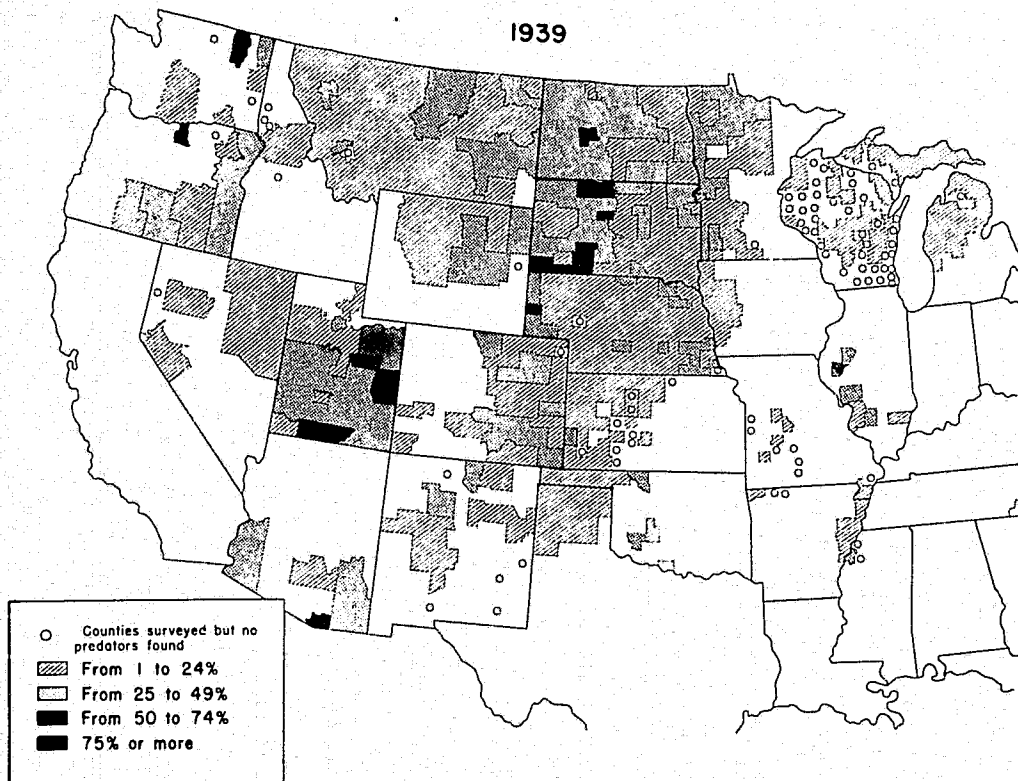 1939
Counties surveyed but no
predators found
From 1 to 24%
From 25 to 49%
From 50 to 74%
75% or more